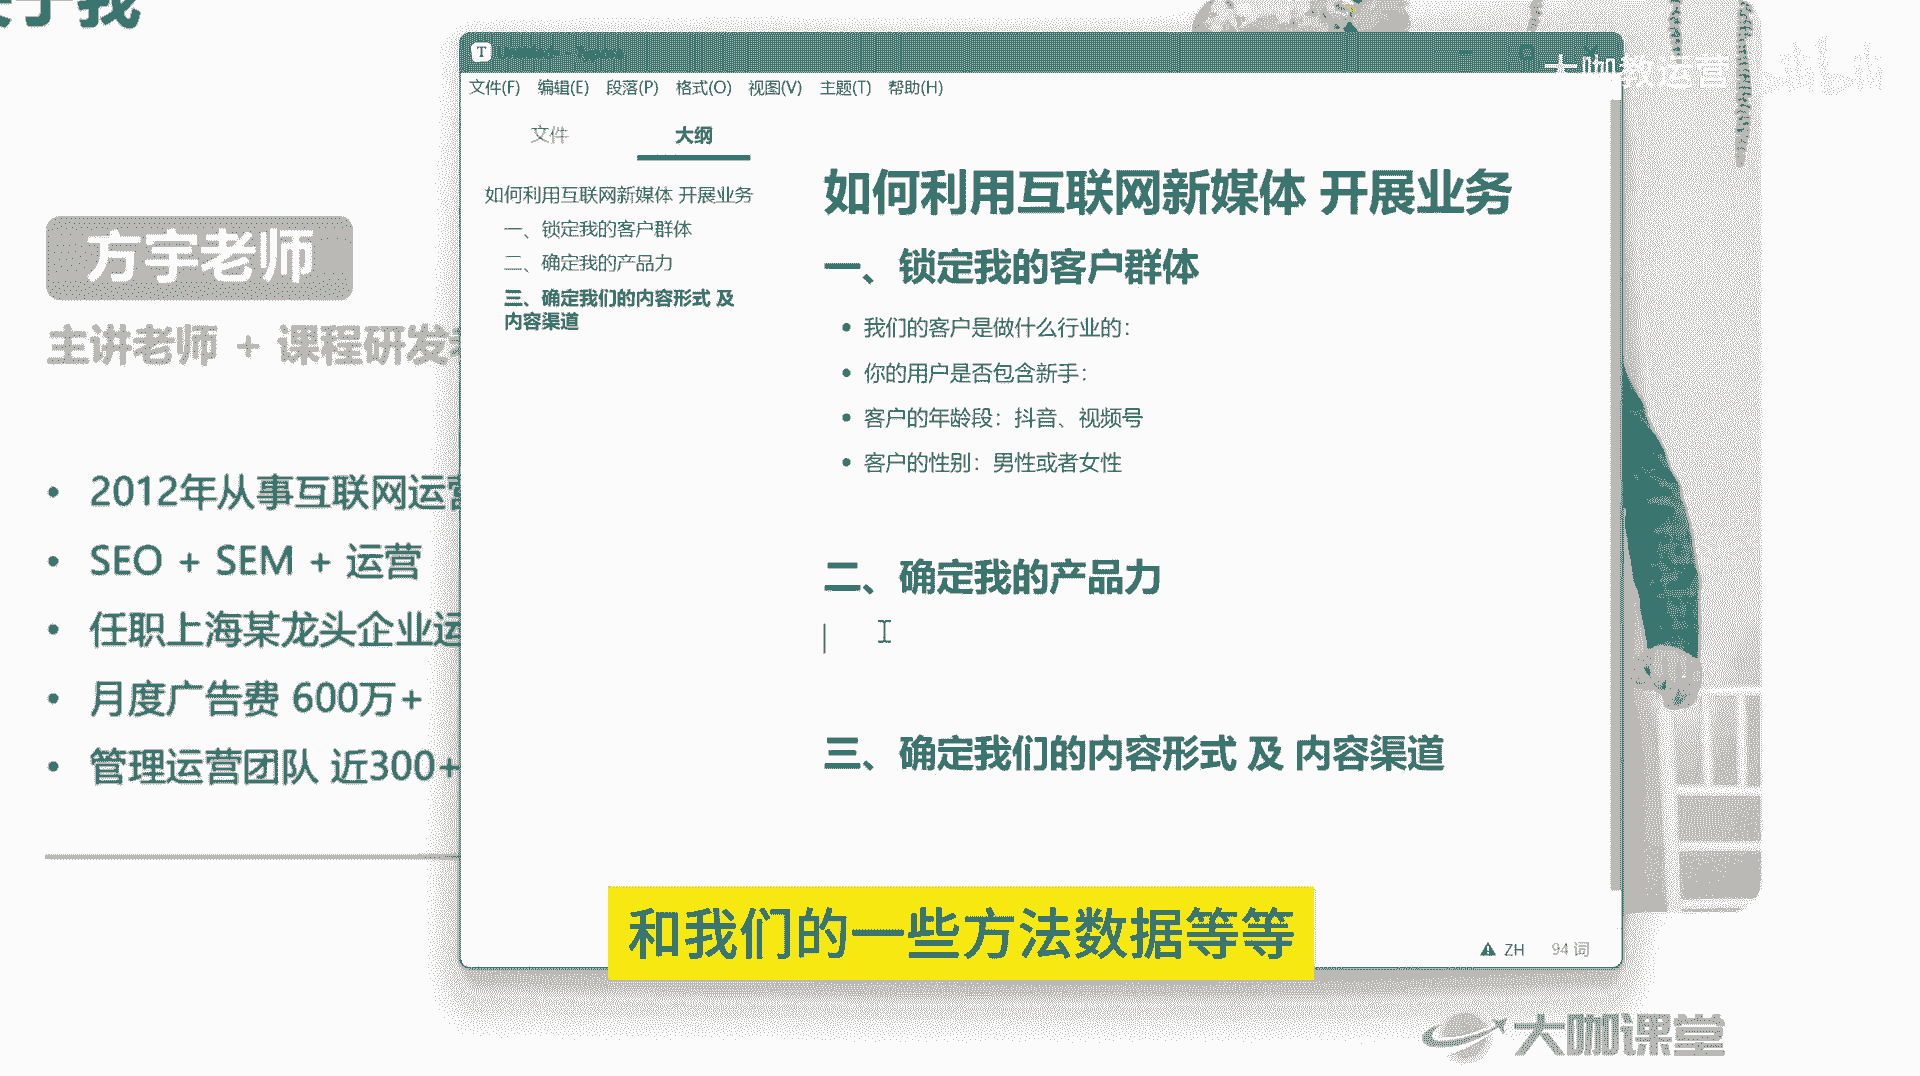 于我
方宇老师
主讲老师 + 课程研发
2012年从事互联网运营
SEO + SEM + 运营
任职上海某龙头企业运
月度广告费 600万+
管理运营团队 近300+
T
大咖教运营
文件(F) 编辑(E) 段落(P) 格式(O) 视图(V) 主题(T) 帮助(H)
文件 大纲
如何利用互联网新媒体 开展业务
一、锁定我的客户群体
二、确定我的产品力
三、确定我们的内容形式 及
内容渠道
如何利用互联网新媒体 开展业务
一、锁定我的客户群体
我们的客户是做什么行业的：
你的用户是否包含新手：
客户的年龄段：抖音、视频号
客户的性别：男性或者女性
二、确定我的产品力
三、确定我们的内容形式 及 内容渠道
ZH 94 词
和我们的一些方法数据等等
大咖课堂